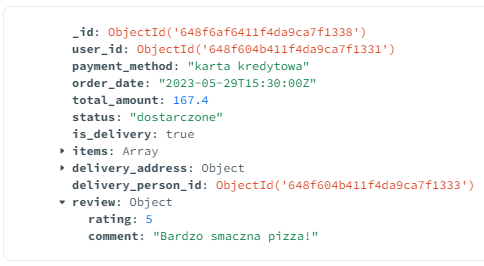 _id: ObjectId('648f6af6411f4da9ca7f1338')
user_id: ObjectId('648f604b411f4da9ca7f1331')
payment_method: "karta kredytowa"
order_date: "2023-05-29T15:30:00Z"
total_amount: 167.4
status: "dostarczone"
is_delivery: true
items: Array
delivery_address: Object
delivery_person_id: ObjectId('648f604b411f4da9ca7f1333')
review: Object
rating: 5
comment: "Bardzo smaczna pizza!"